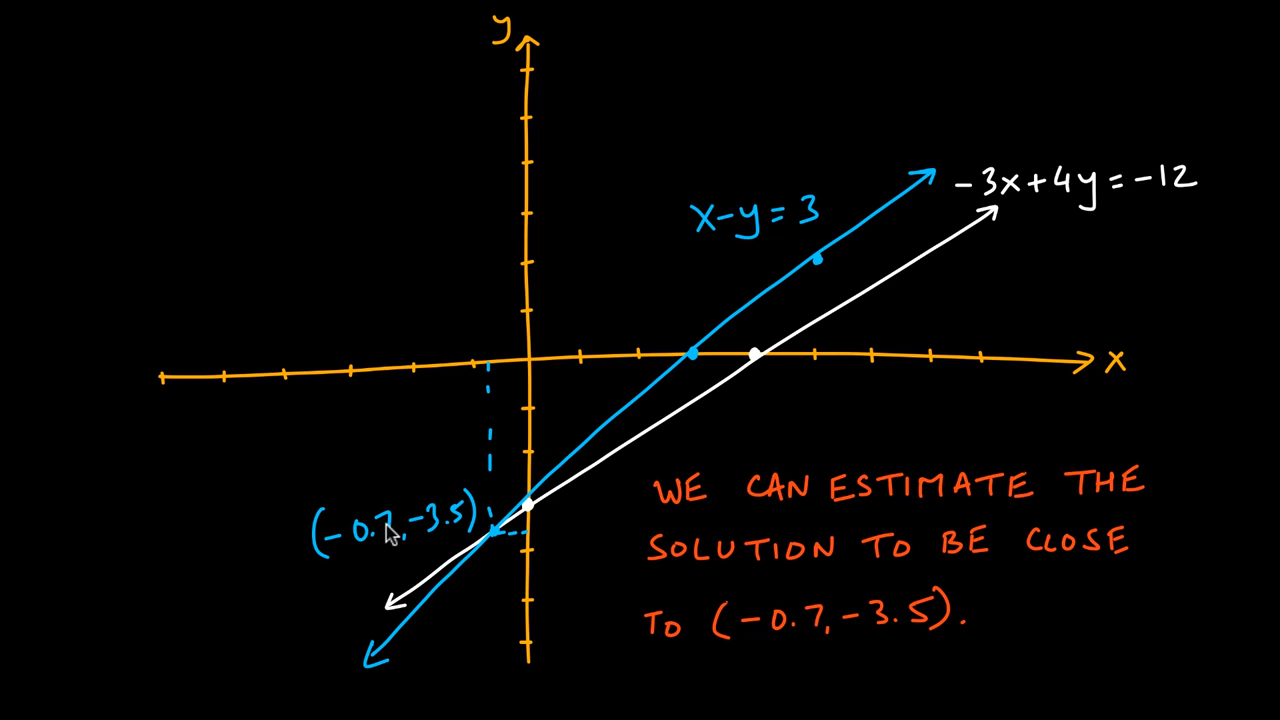 y
-3x+4y=-12
x-y=3
x
(-0.7,-3.5)
WE CAN ESTIMATE THE
SOLUTION TO BE CLOSE
TO (-0.7,-3.5).